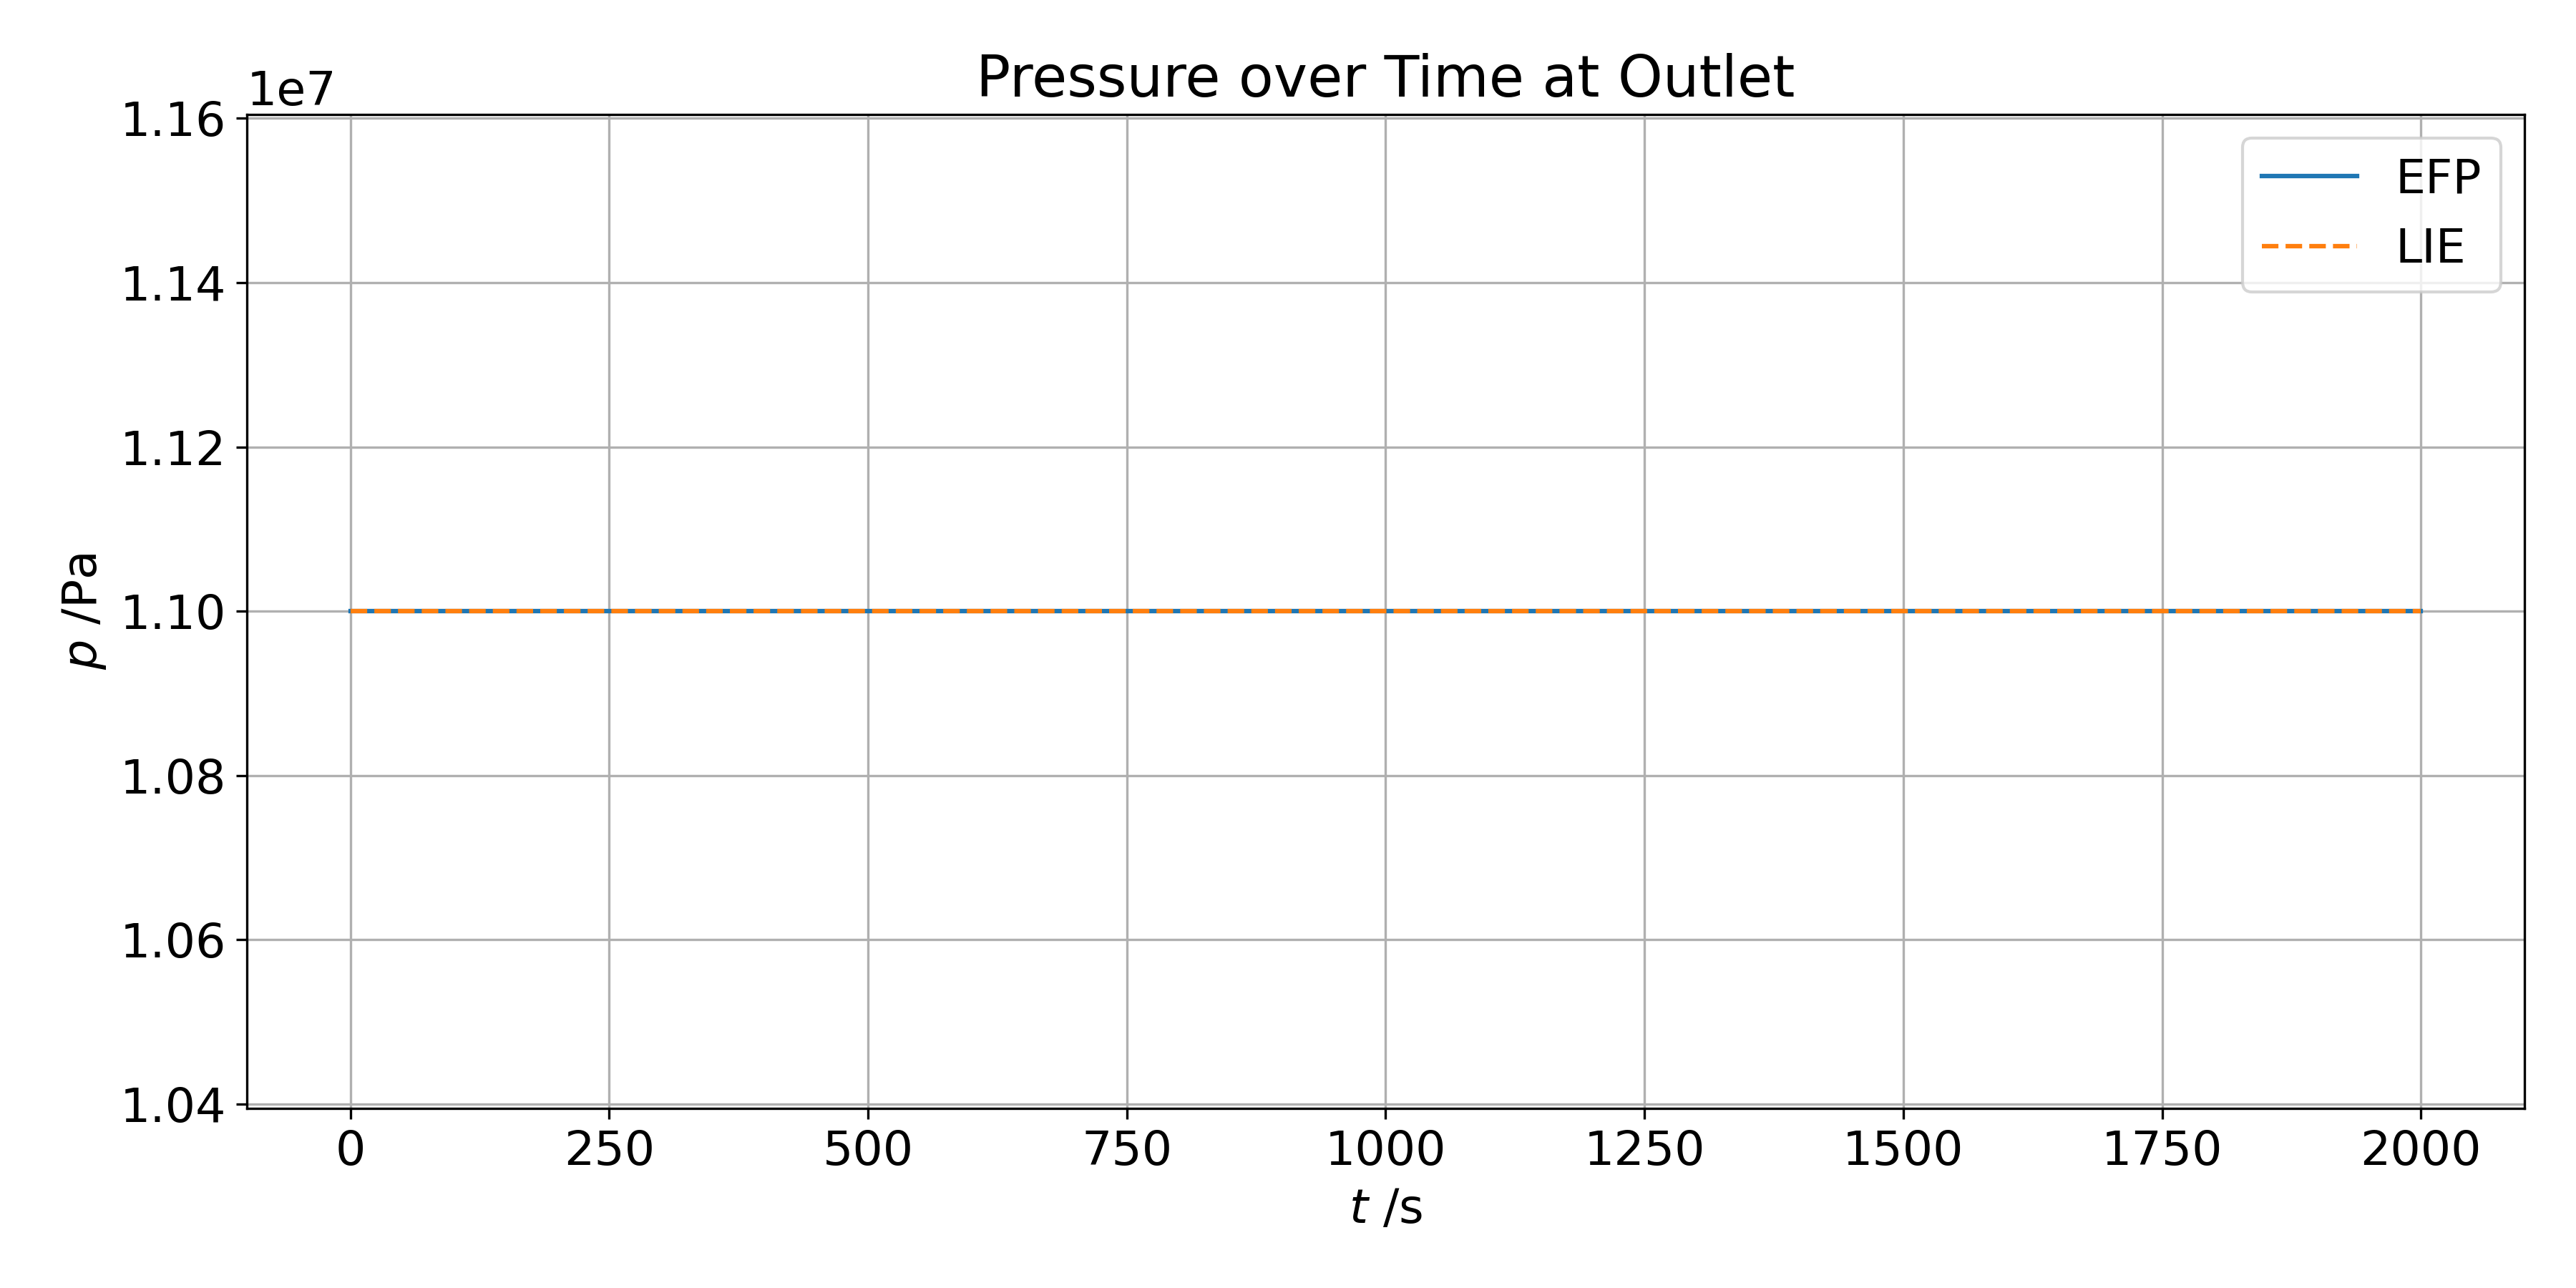 Pressure over Time at Outlet
1e7
1.16
1.14
1.12
1.10
1.08
1.06
1.04
p /Pa
EFP
LIE
0 250 500 750 1000 1250 1500 1750 2000
t /s